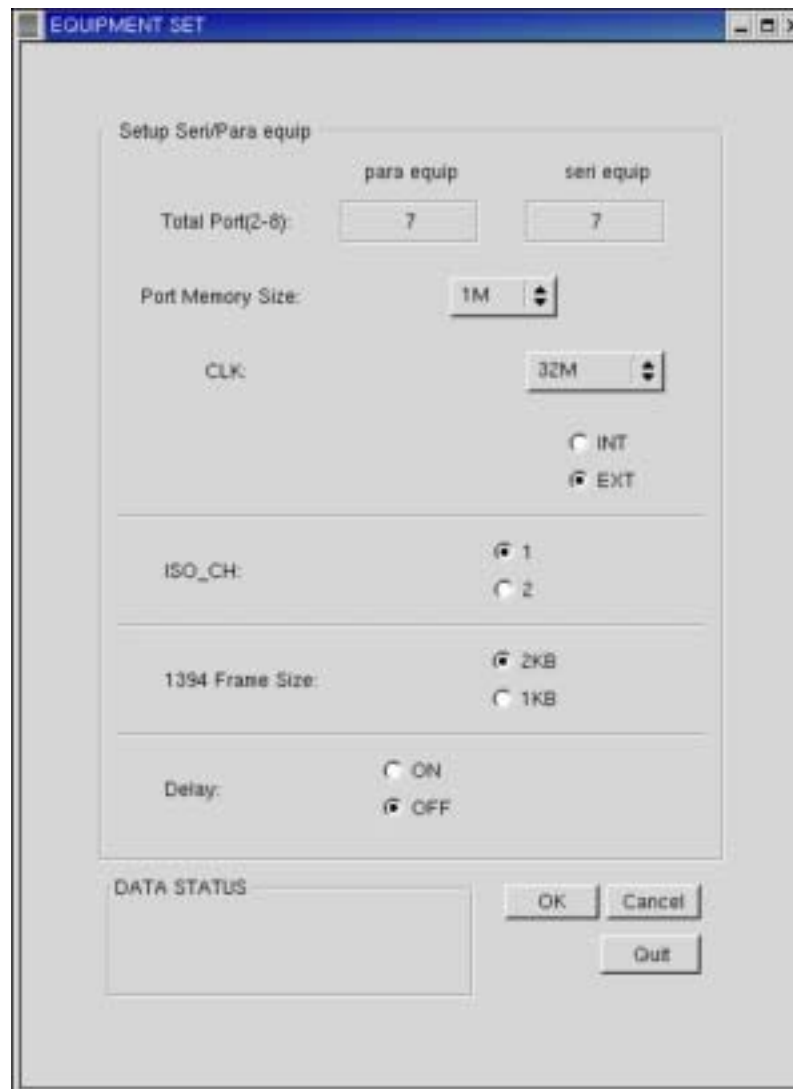 EQUIPMENT SET
Setup Seri/Para equip
para equip seri equip
Total Port(2-8): 7 7
Port Memory Size: 1M
CLK: 32M
INT
EXT
ISO_CH: 1
2
1394 Frame Size: 2KB
1KB
Delay: ON
OFF
DATA STATUS
OK Cancel
Quit